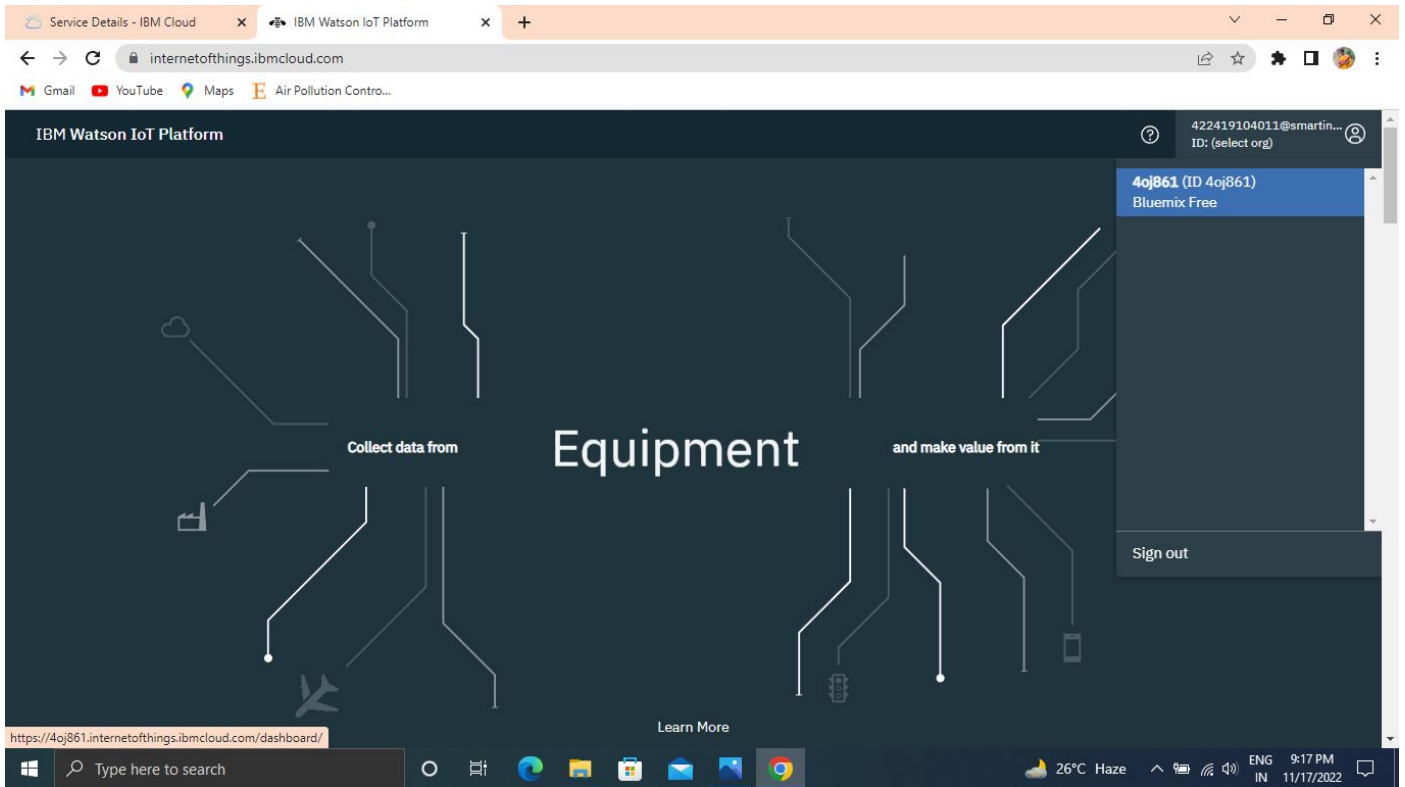 Service Details - IBM Cloud
IBM Watson IoT Platform
internetofthings.ibmcloud.com
Gmail
YouTube
Maps
E Air Pollution Contro...
IBM Watson IoT Platform
422419104011@smartin...
ID: (select org)
4oj861 (ID 4oj861)
Bluemix Free
Collect data from
Equipment
and make value from it
Sign out
Learn More
https://4oj861.internetofthings.ibmcloud.com/dashboard/
Type here to search
26°C Haze
ENG
IN
9:17 PM
11/17/2022